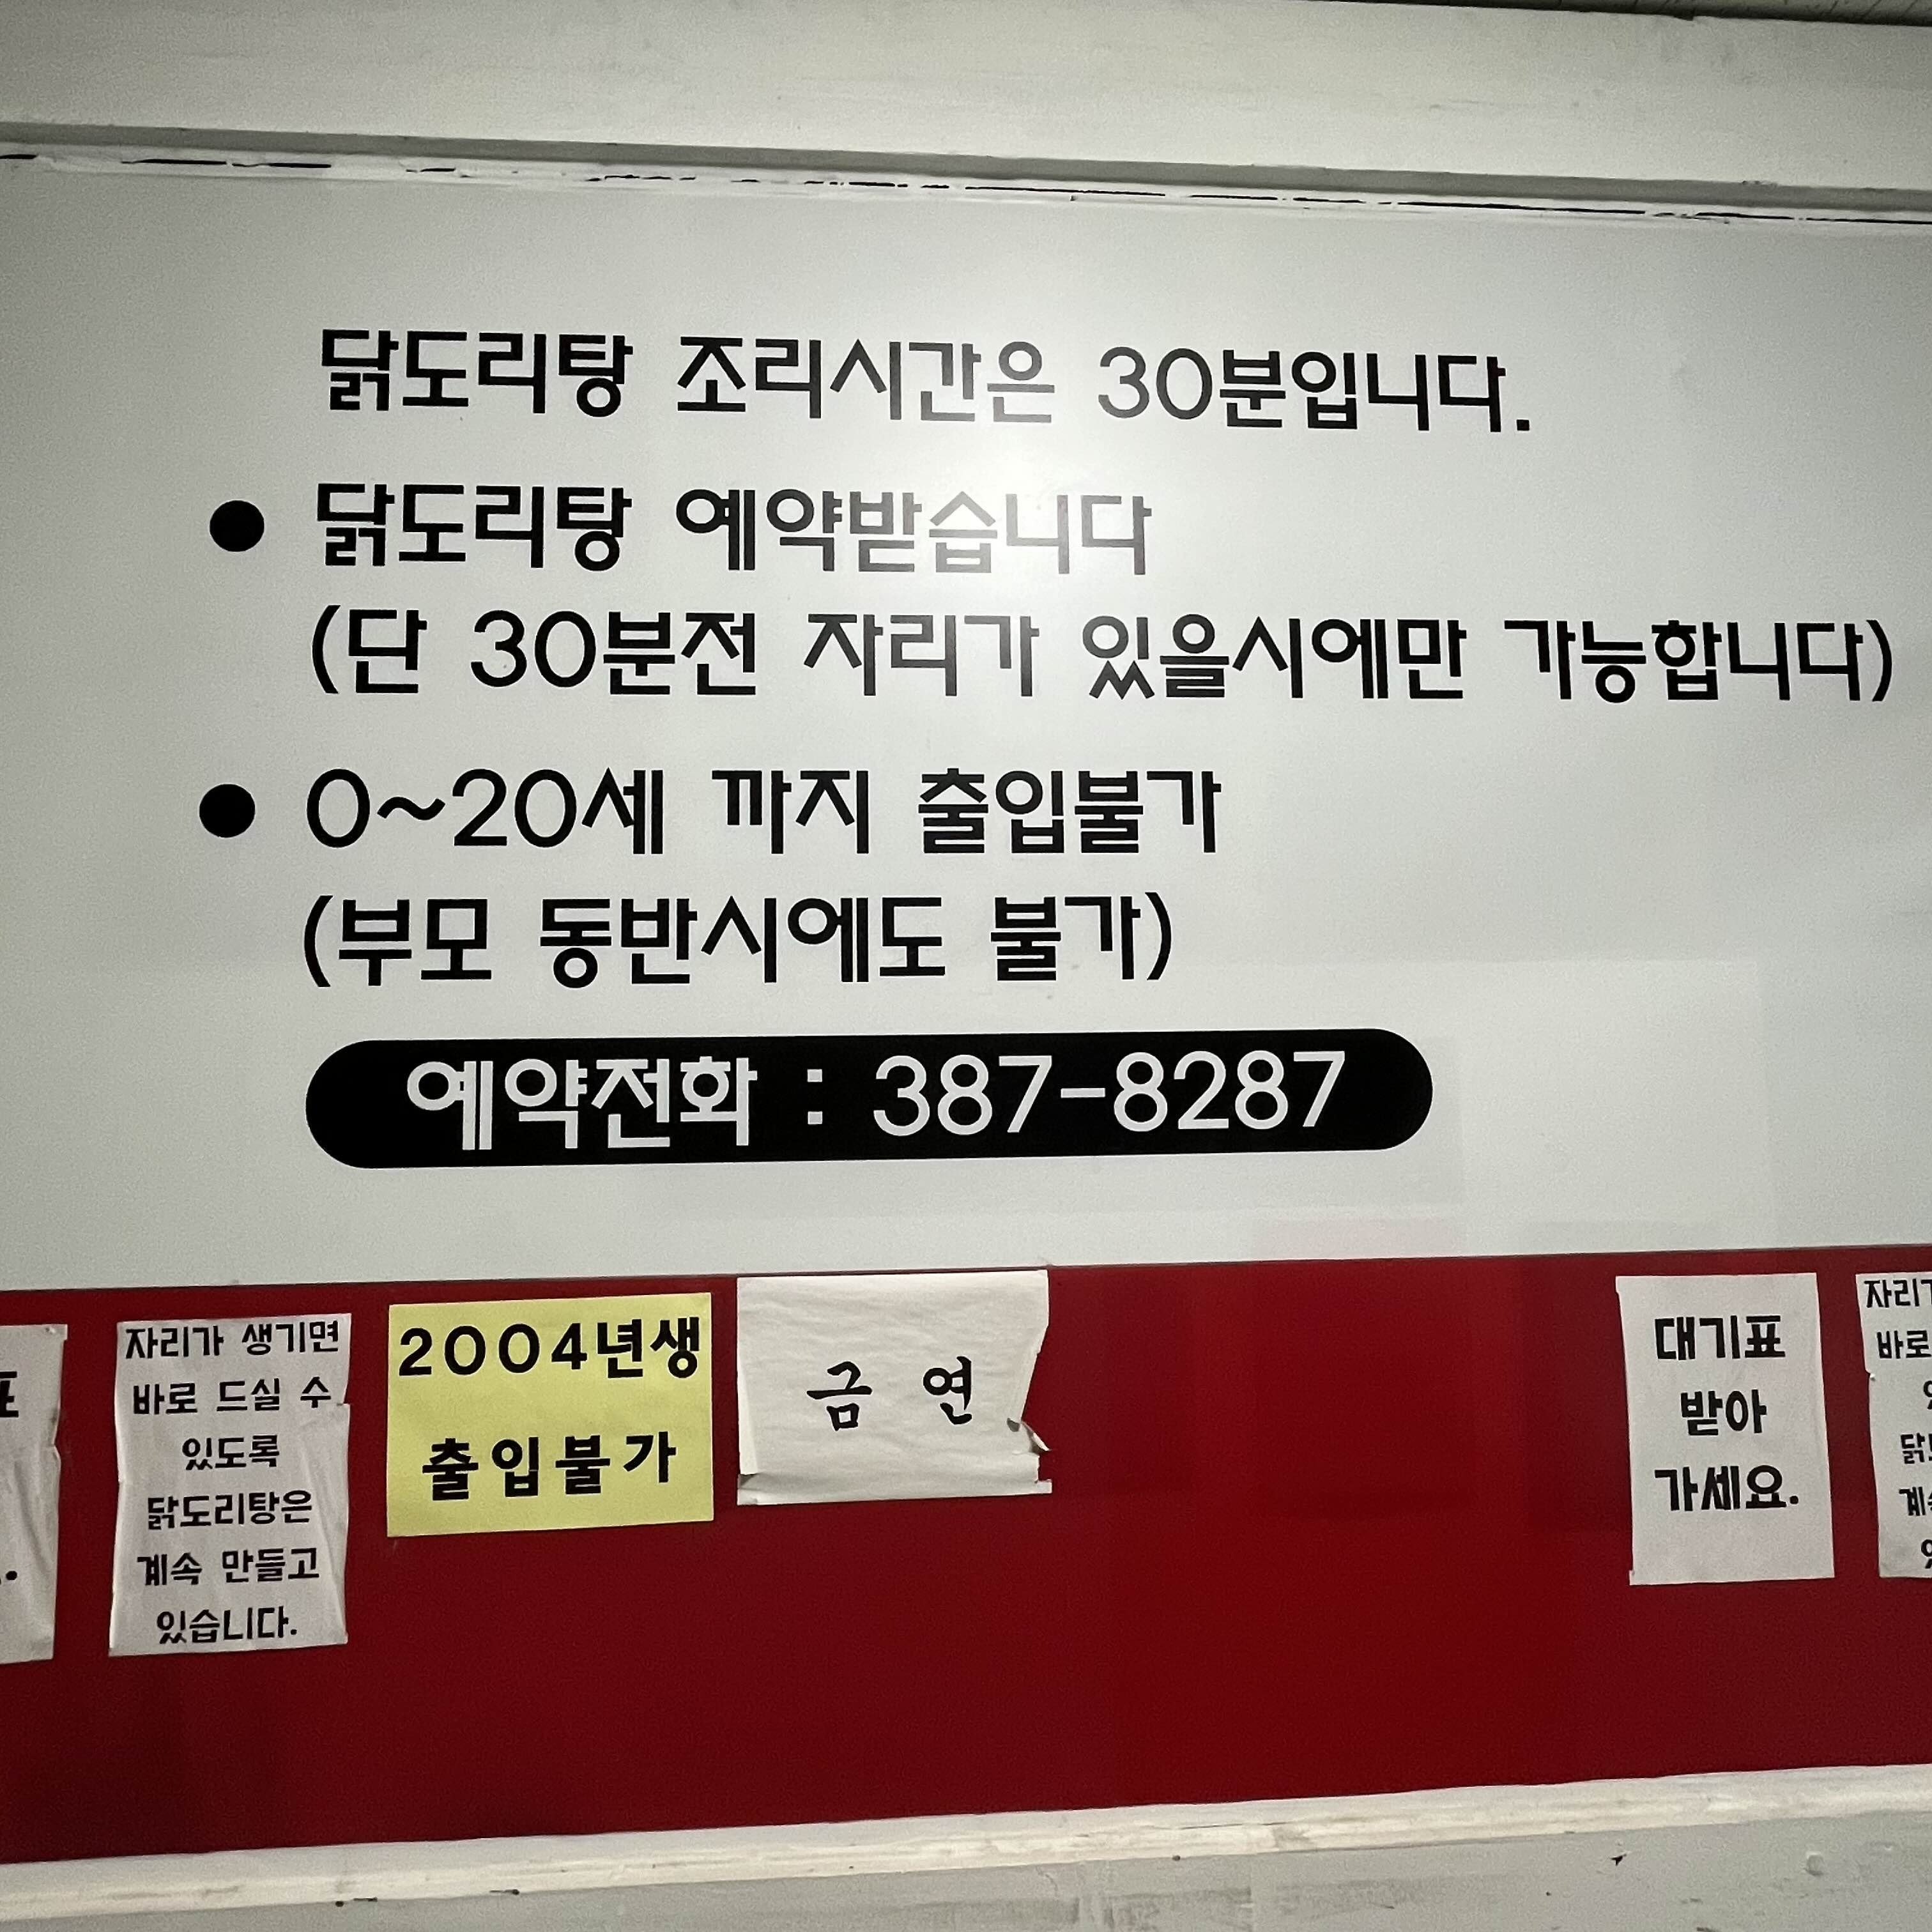 닭도리탕 조리시간은 30분입니다.
● 닭도리탕 예약받습니다
(단 30분전 자리가 있을시에만 가능합니다)
● 0~20세 까지 출입불가
(부모 동반시에도 불가)
예약전화 : 387-8287
자리가 생기면
바로 드실 수
있도록
닭도리탕은
계속 만들고
있습니다.
2004년생
출입불가
금 연
대기표
받아
가세요.
바로